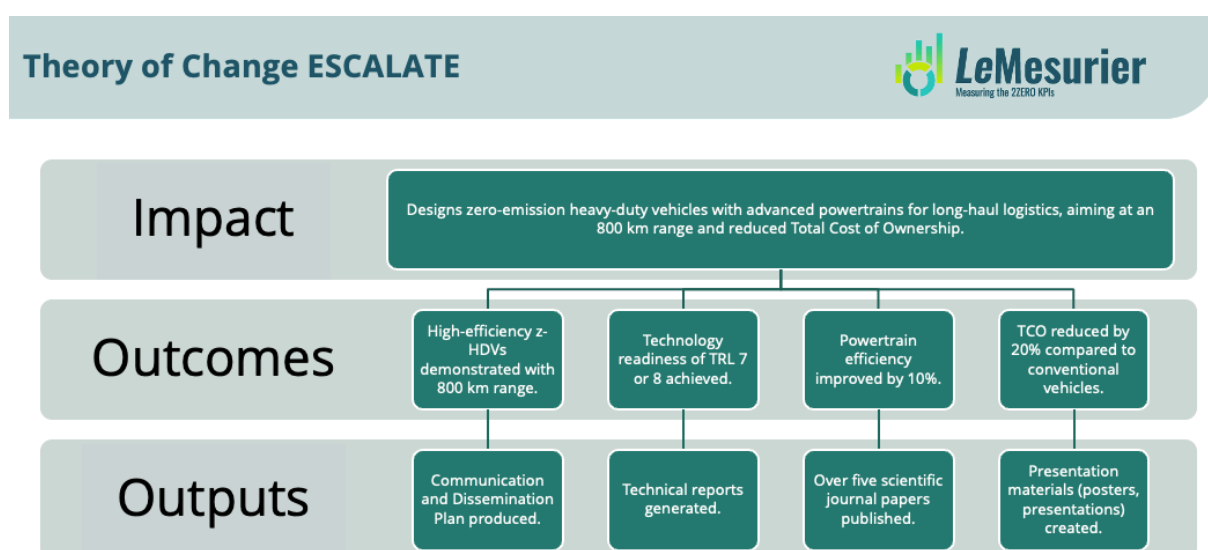 Theory of Change ESCALATE
LeMesurier
Measuring the 2ZERO KPIs
Impact
Designs zero-emission heavy-duty vehicles with advanced powertrains for long-haul logistics, aiming at an
800 km range and reduced Total Cost of Ownership.
Outcomes
High-efficiency z-
HDVs
demonstrated with
800 km range.
Technology
readiness of TRL 7
or 8 achieved.
Powertrain
efficiency
improved by 10%.
TCO reduced by
20% compared to
conventional
vehicles.
Outputs
Communication
and Dissemination
Plan produced.
Technical reports
generated.
Over five scientific
journal papers
published.
Presentation
materials (posters,
presentations)
created.